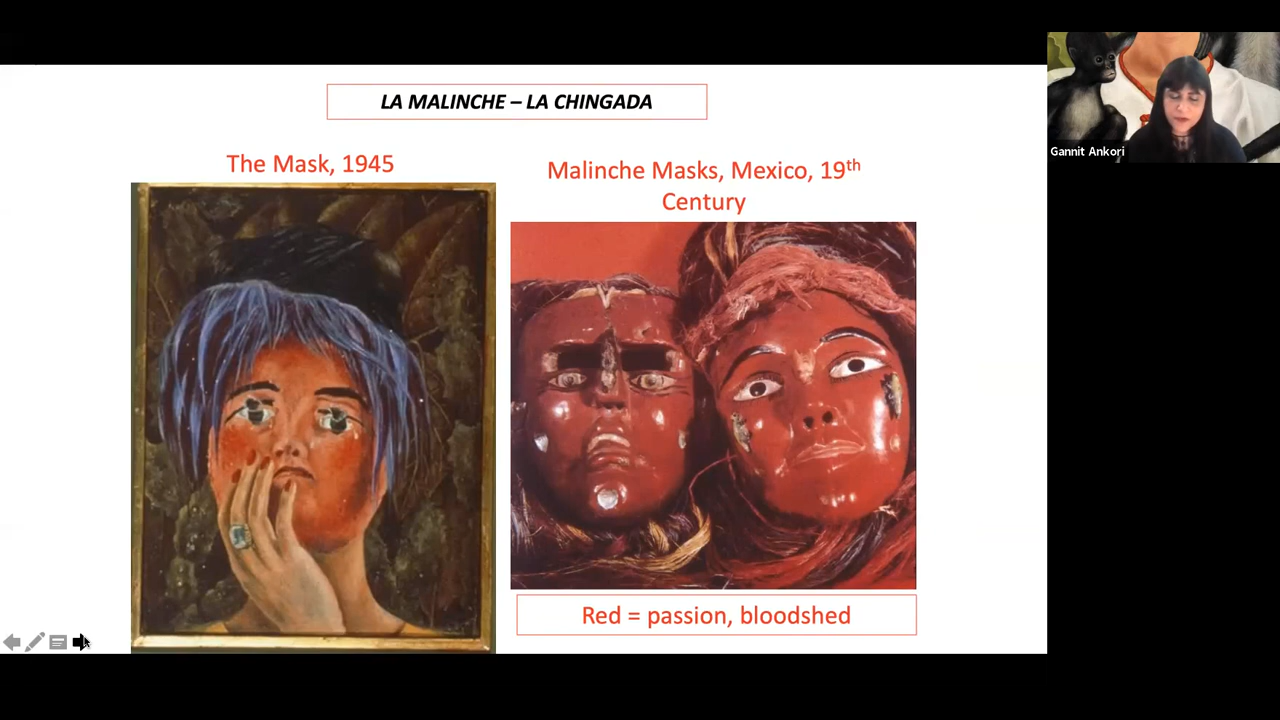 LA MALINCHE – LA CHINGADA
The Mask, 1945
Malinche Masks, Mexico, 19th
Century
Red = passion, bloodshed
Gannit Ankori